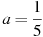 a = 1/5